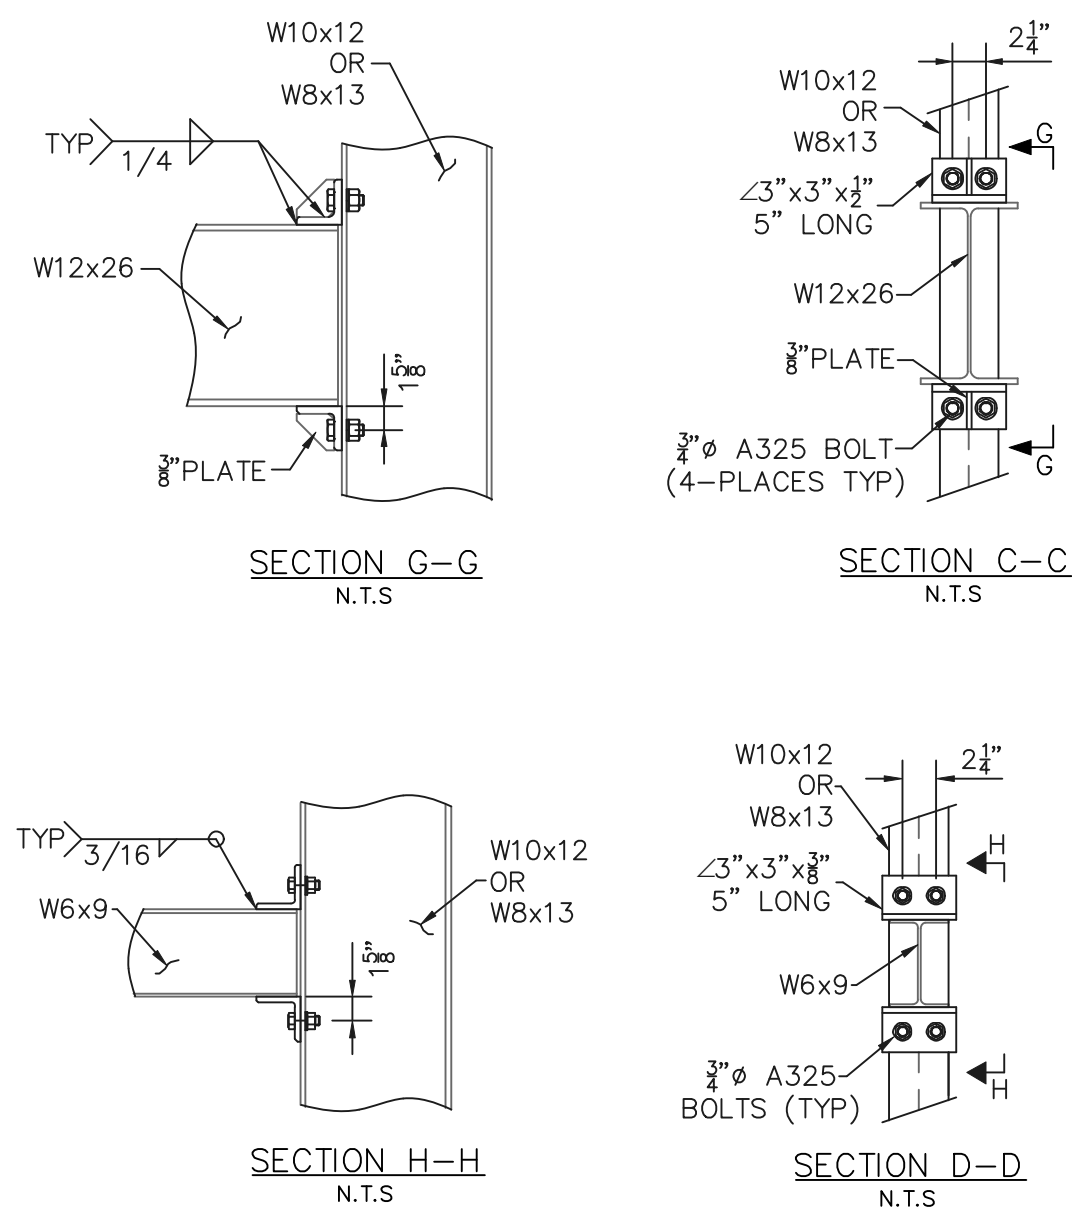 W10x12
OR
W8x13
TYP
1/4
W12x26
1 5/8"
3/8" PLATE
SECTION G-G
N.T.S
2 1/4"
W10x12
OR
W8x13
G
∠3"x3"x1/2"
5" LONG
W12x26
3/8" PLATE
3/4"ø A325 BOLT
(4-PLACES TYP)
G
SECTION C-C
N.T.S
TYP
3/16
W10x12
OR
W8x13
W6x9
1 5/8"
SECTION H-H
N.T.S
W10x12
OR
W8x13
2 1/4"
H
∠3"x3"x3/8"
5" LONG
W6x9
3/4"ø A325
BOLTS (TYP)
H
SECTION D-D
N.T.S